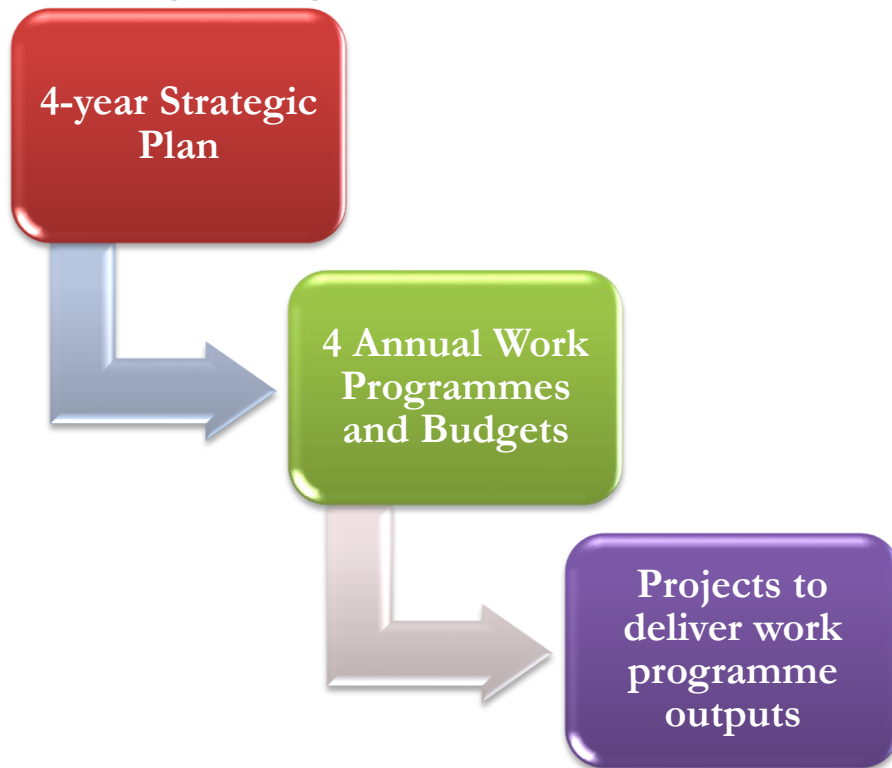 4-year Strategic
Plan
4 Annual Work
Programmes
and Budgets
Projects to
deliver work
programme
outputs